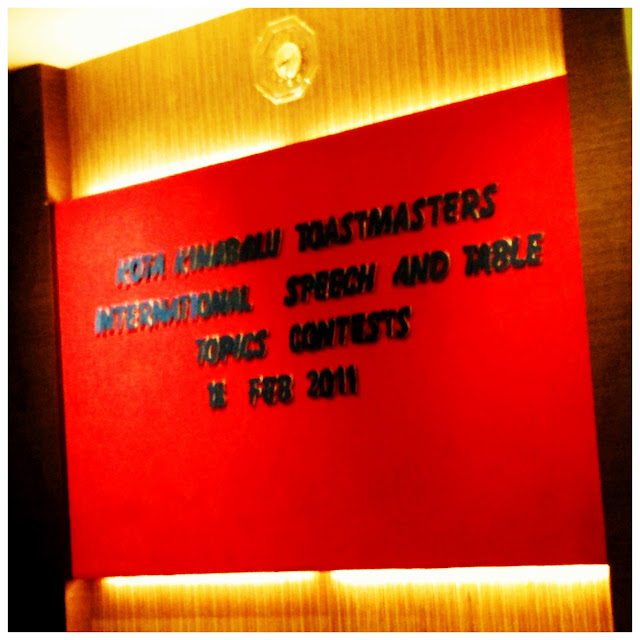 KOTA KINABALU TOASTMASTERS
INTERNATIONAL SPEECH AND TABLE
TOPICS CONTESTS
FEB 2011